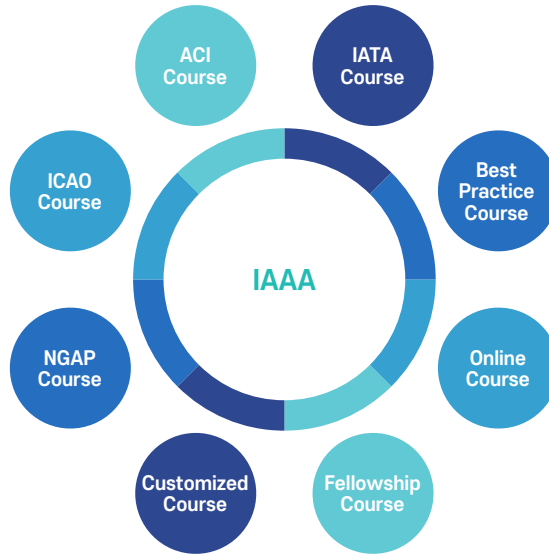 ACI
Course
IATA
Course
ICAO
Course
Best
Practice
Course
IAAA
NGAP
Course
Online
Course
Customized
Course
Fellowship
Course